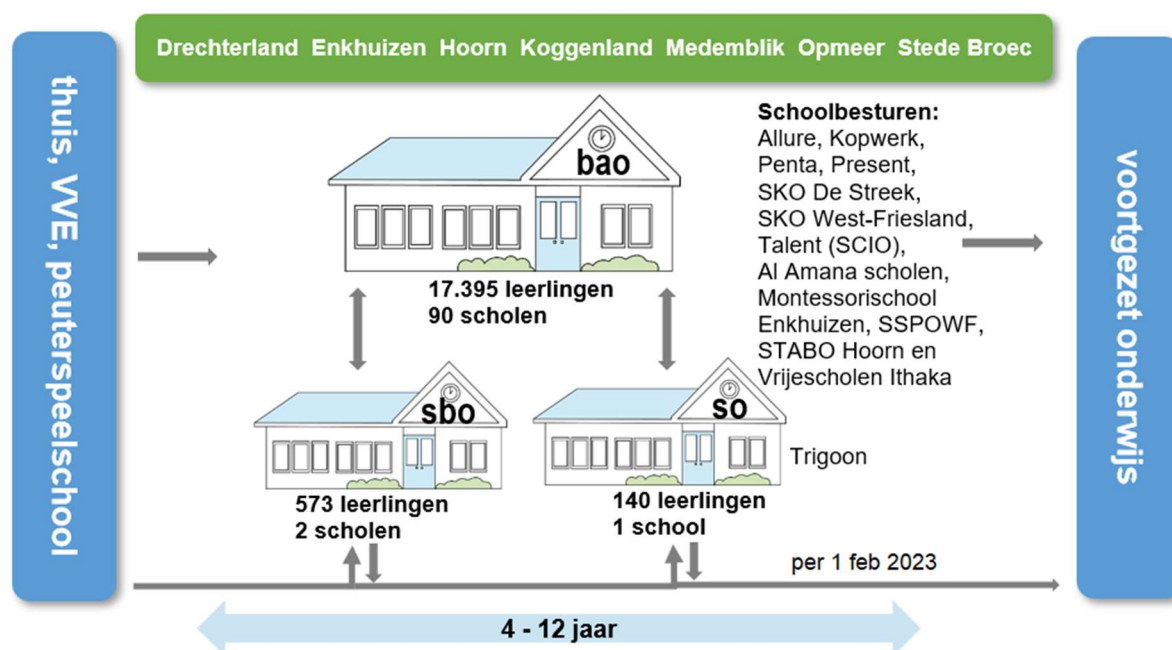 Drechterland Enkhuizen Hoorn Koggenland Medemblik Opmeer Stede Broec
thuis, VVE, peuterspeelschool
bao
17.395 leerlingen
90 scholen
Schoolbesturen:
Allure, Kopwerk,
Penta, Present,
SKO De Streek,
SKO West-Friesland,
Talent (SCIO),
Al Amana scholen,
Montessorischool
Enkhuizen, SSPOWF,
STABO Hoorn en
Vrijescholen Ithaka
sbo
573 leerlingen
2 scholen
so
140 leerlingen
1 school
Trigoon
per 1 feb 2023
4 - 12 jaar
voortgezet onderwijs